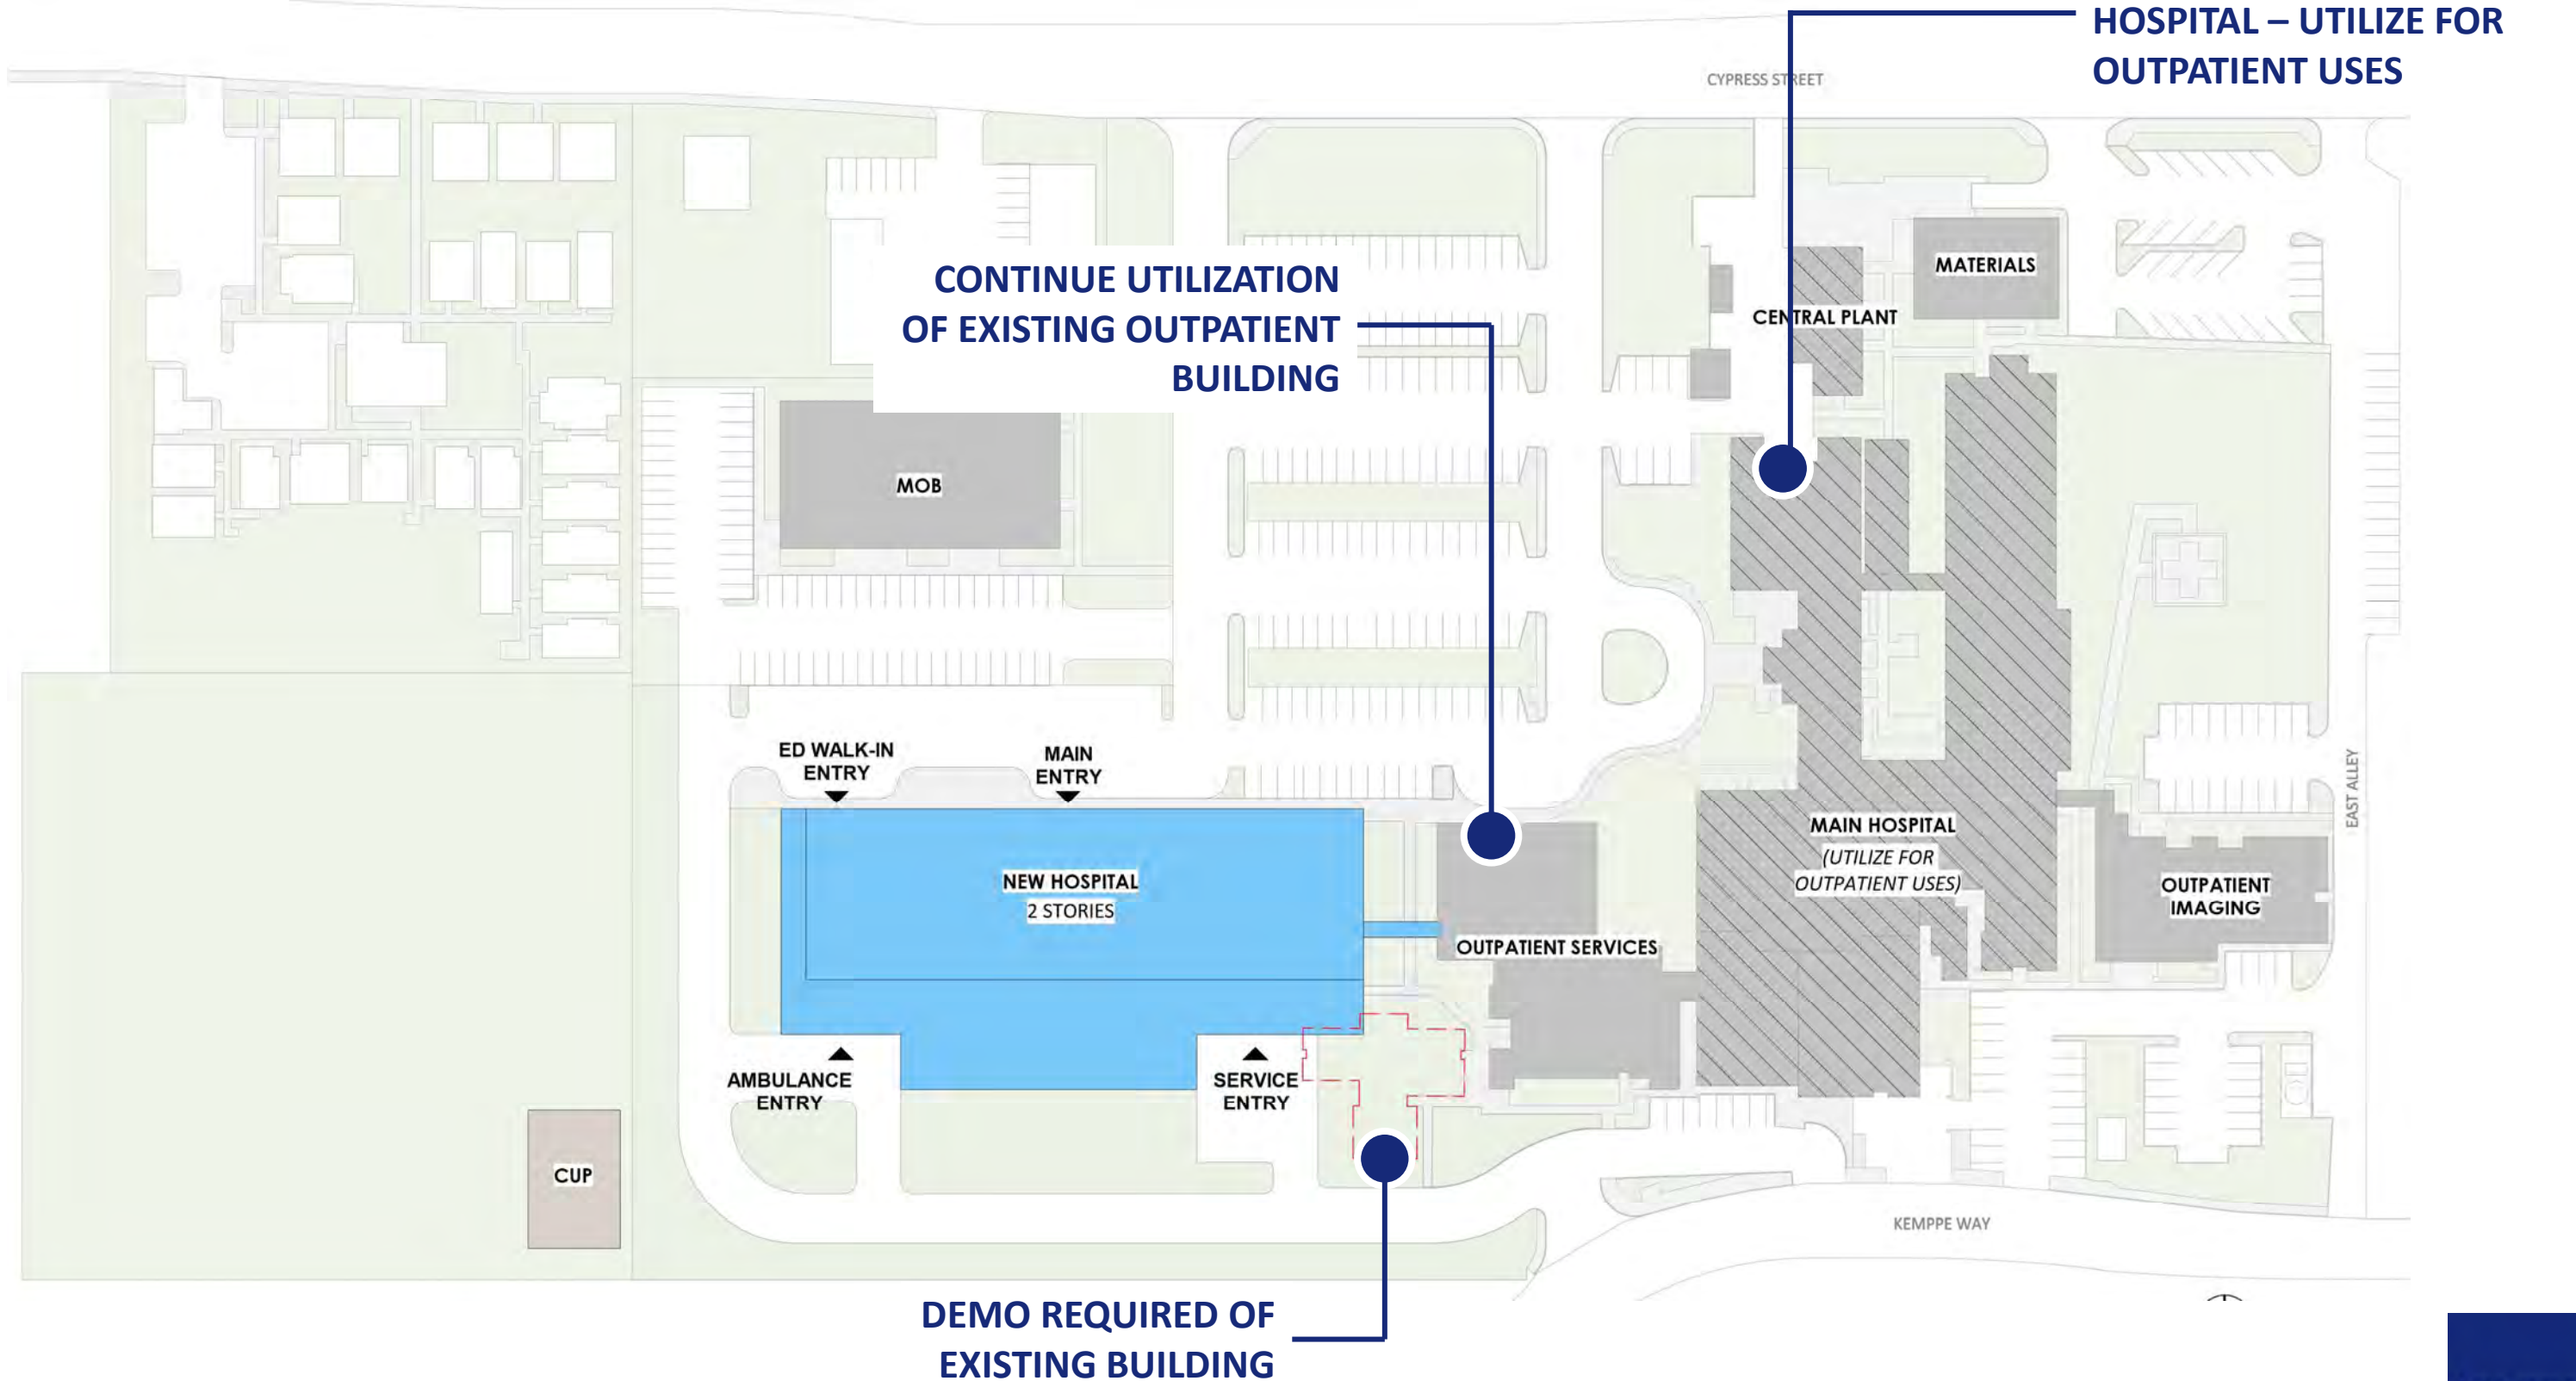 HOSPITAL – UTILIZE FOR
OUTPATIENT USES
CYPRESS STREET
CONTINUE UTILIZATION
OF EXISTING OUTPATIENT
BUILDING
MATERIALS
CENTRAL PLANT
MOB
ED WALK-IN
ENTRY
MAIN
ENTRY
NEW HOSPITAL
2 STORIES
MAIN HOSPITAL
(UTILIZE FOR
OUTPATIENT USES)
OUTPATIENT
IMAGING
EAST ALLEY
OUTPATIENT SERVICES
AMBULANCE
ENTRY
SERVICE
ENTRY
CUP
KEMPPE WAY
DEMO REQUIRED OF
EXISTING BUILDING